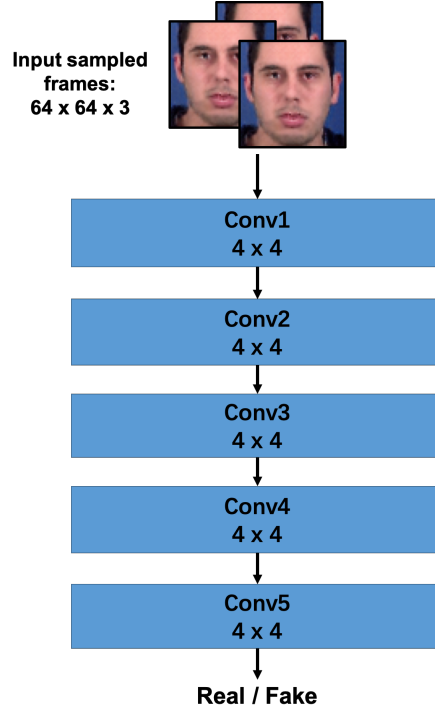 Input sampled
frames:
64 x 64 x 3
Conv1
4 x 4
Conv2
4 x 4
Conv3
4 x 4
Conv4
4 x 4
Conv5
4 x 4
Real / Fake